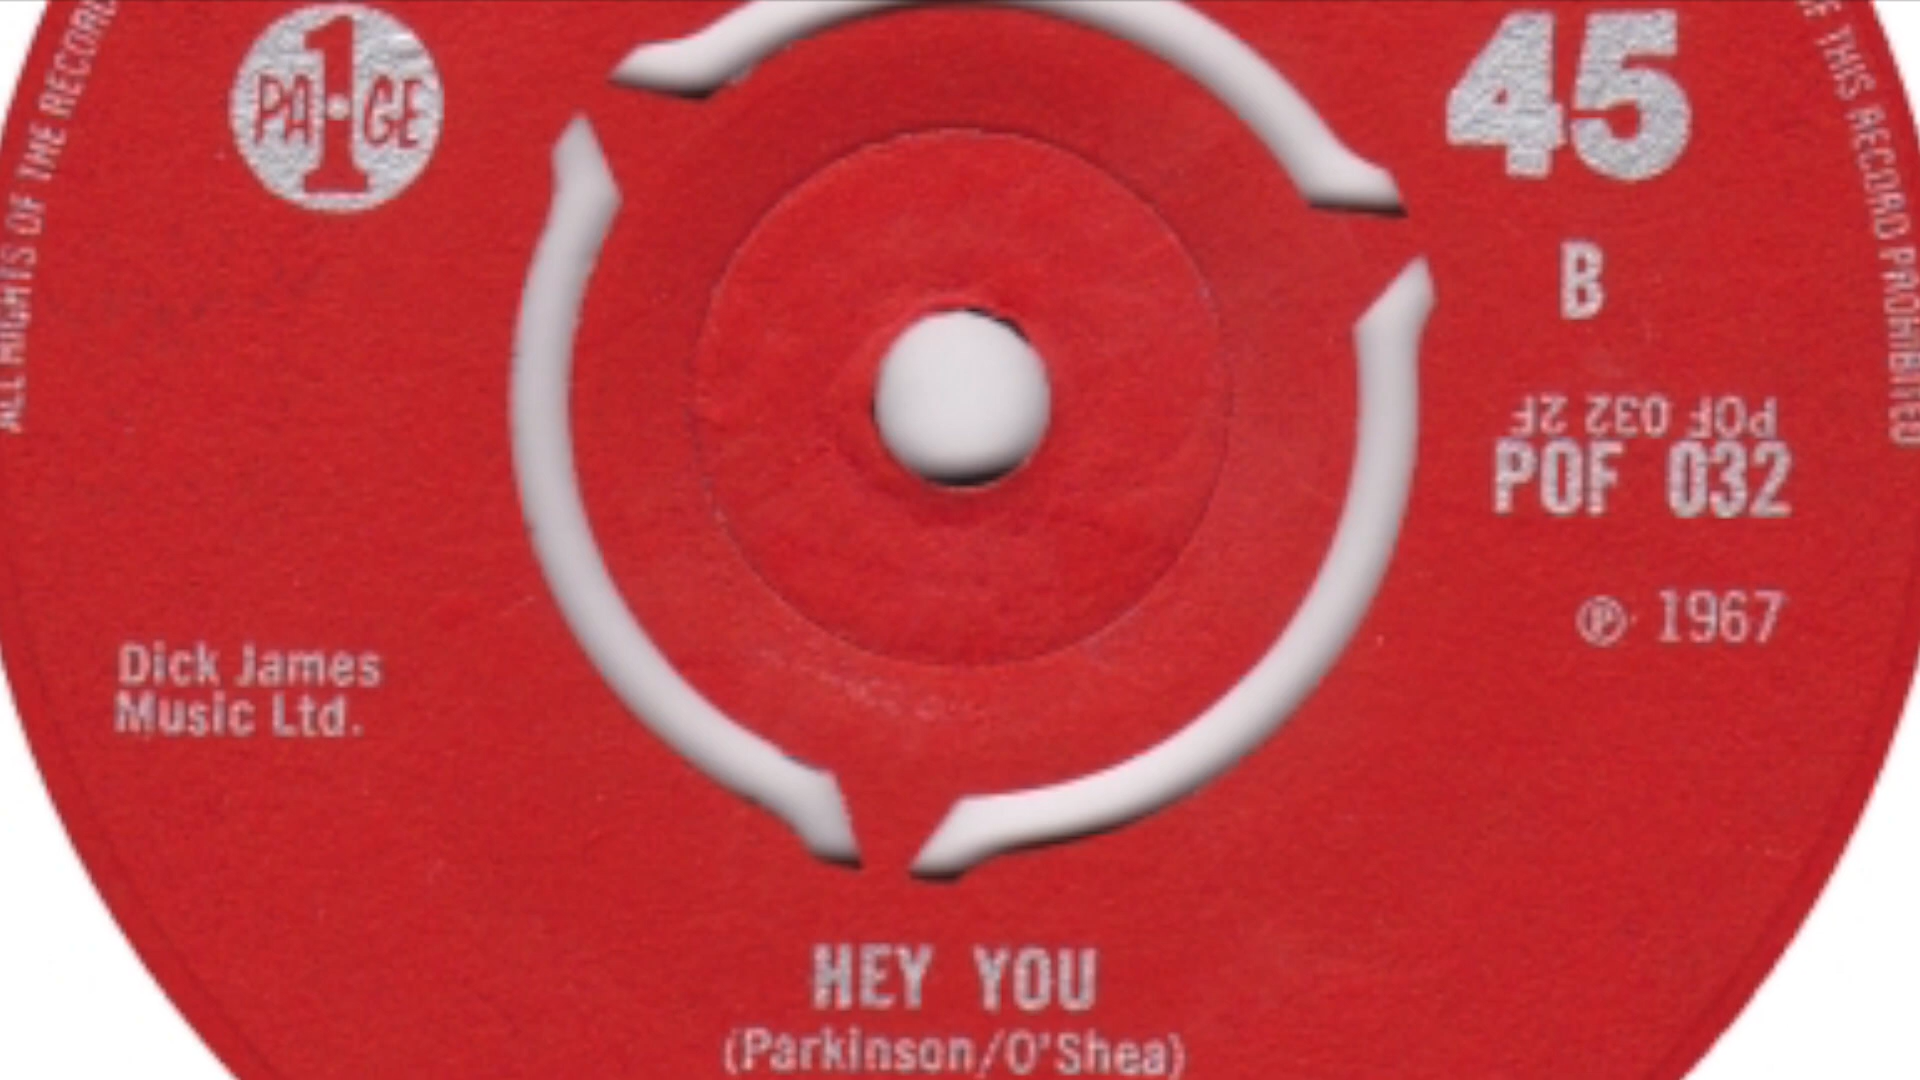 ALL RIGHTS OF THE RECORD
PA·1·GE
45
F THIS RECORD PROHIBITED
B
POF 032 2F
POF 032
℗ 1967
Dick James
Music Ltd.
HEY YOU
(Parkinson/O'Shea)